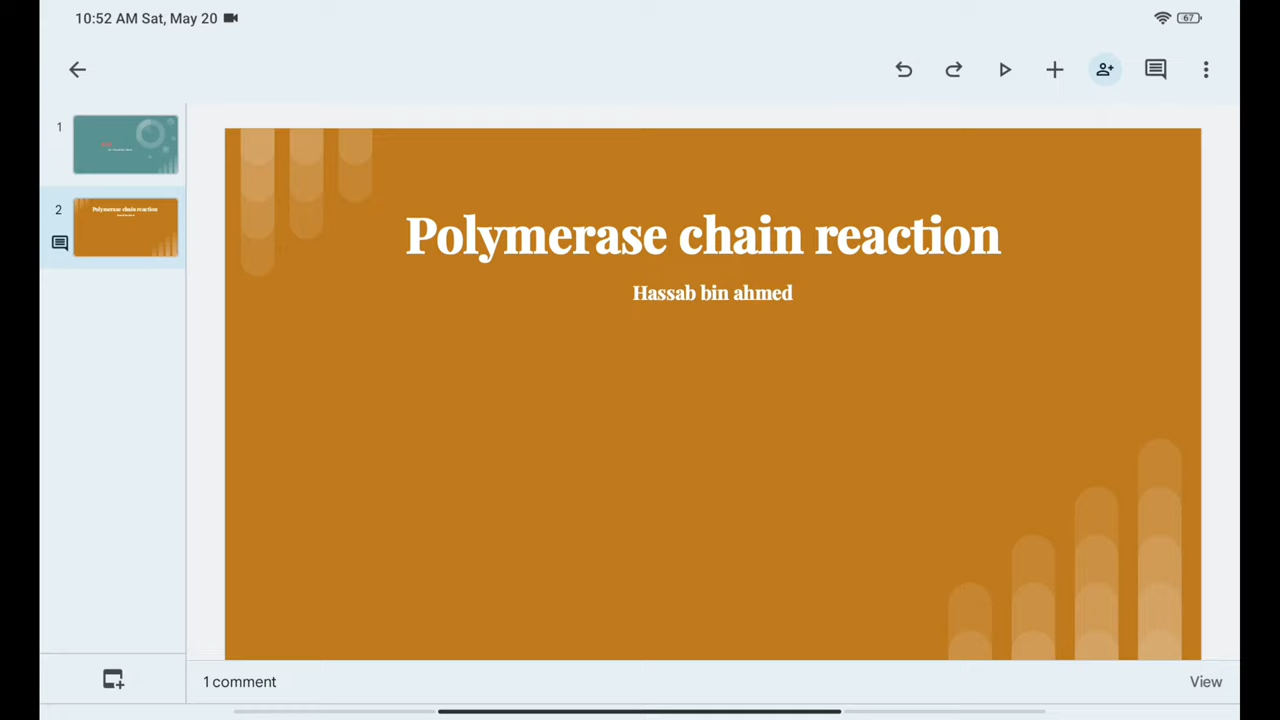 10:52 AM Sat, May 20
67
1
2
Polymerase chain reaction
Polymerase chain reaction
Hassab bin ahmed
1 comment
View